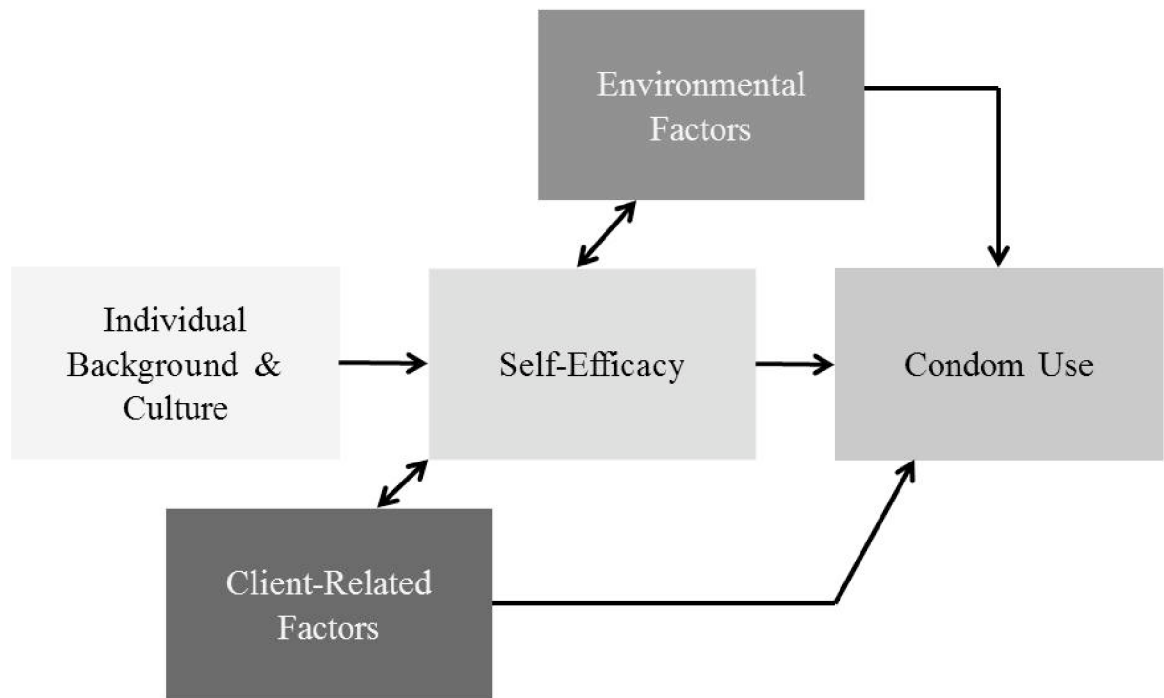 Environmental
Factors
Individual
Background &
Culture
Self-Efficacy
Condom Use
Client-Related
Factors